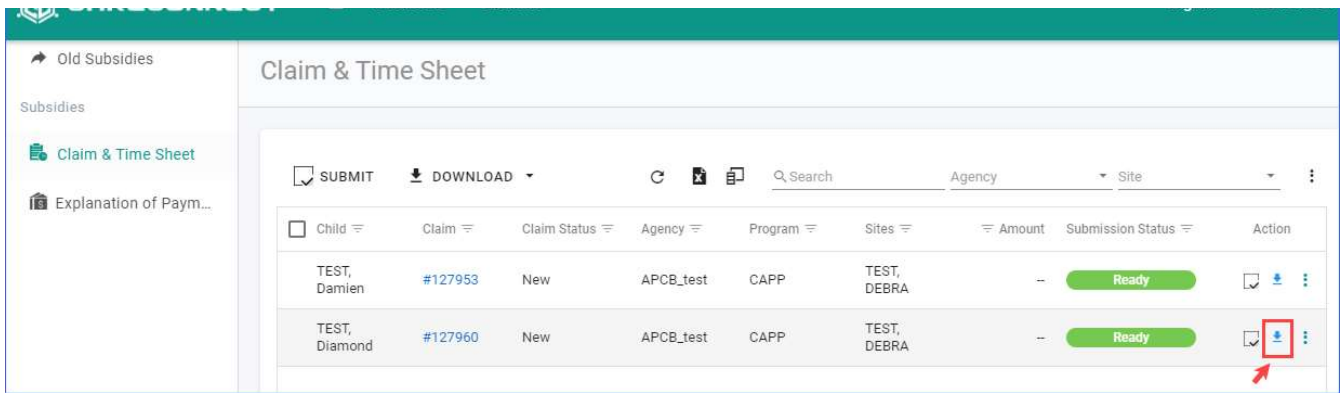 Old Subsidies
Claim & Time Sheet
Subsidies
Claim & Time Sheet
Explanation of Paym...
SUBMIT DOWNLOAD Search Agency Site
Child Claim Claim Status Agency Program Sites Amount Submission Status Action
TEST, Damien #127953 New APCB_test CAPP TEST, DEBRA -- Ready
TEST, Diamond #127960 New APCB_test CAPP TEST, DEBRA -- Ready